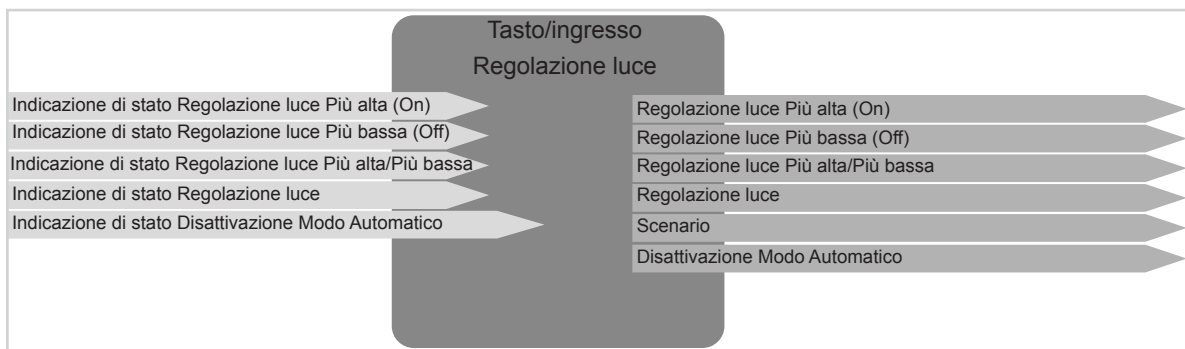 Tasto/ingresso
Regolazione luce
Indicazione di stato Regolazione luce Più alta (On)
Indicazione di stato Regolazione luce Più bassa (Off)
Indicazione di stato Regolazione luce Più alta/Più bassa
Indicazione di stato Regolazione luce
Indicazione di stato Disattivazione Modo Automatico
Regolazione luce Più alta (On)
Regolazione luce Più bassa (Off)
Regolazione luce Più alta/Più bassa
Regolazione luce
Scenario
Disattivazione Modo Automatico